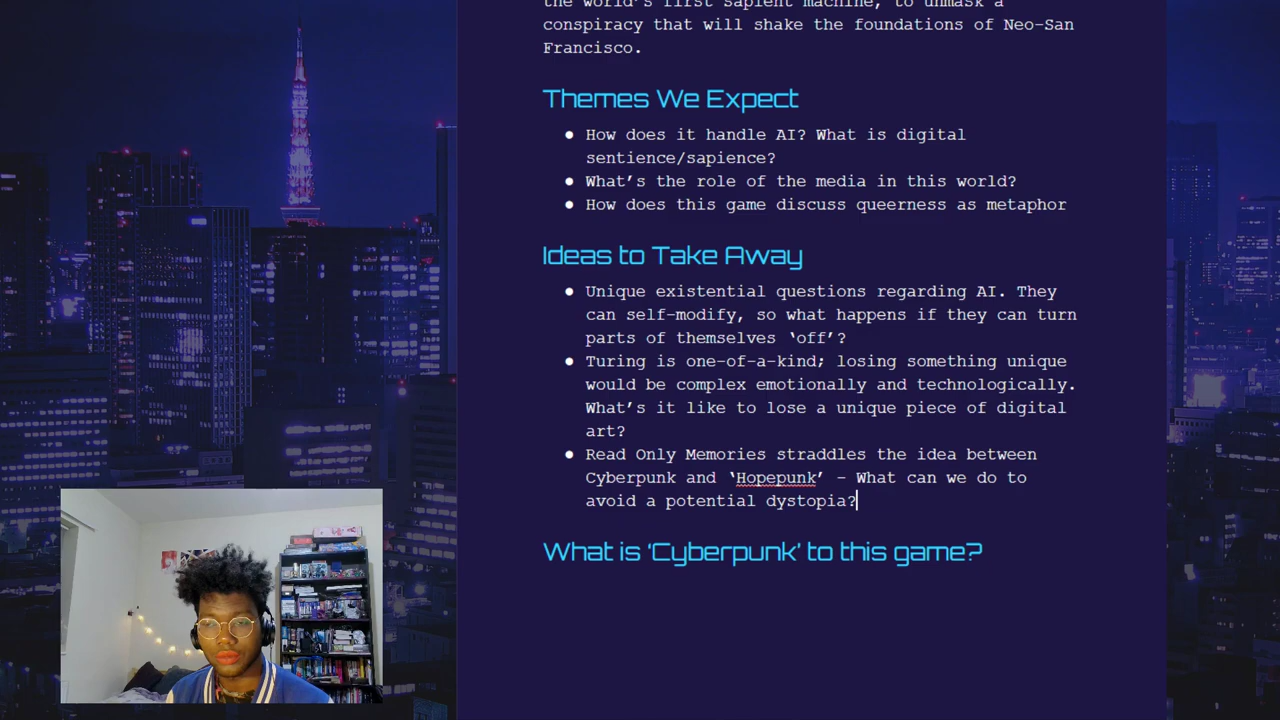 the world's first sapient machine, to unmask a
conspiracy that will shake the foundations of Neo-San
Francisco.
Themes We Expect
● How does it handle AI? What is digital
sentience/sapience?
● What's the role of the media in this world?
● How does this game discuss queerness as metaphor
Ideas to Take Away
● Unique existential questions regarding AI. They
can self-modify, so what happens if they can turn
parts of themselves ‘off’?
● Turing is one-of-a-kind; losing something unique
would be complex emotionally and technologically.
What's it like to lose a unique piece of digital
art?
● Read Only Memories straddles the idea between
Cyberpunk and ‘Hopepunk’ - What can we do to
avoid a potential dystopia?
What is ‘Cyberpunk’ to this game?